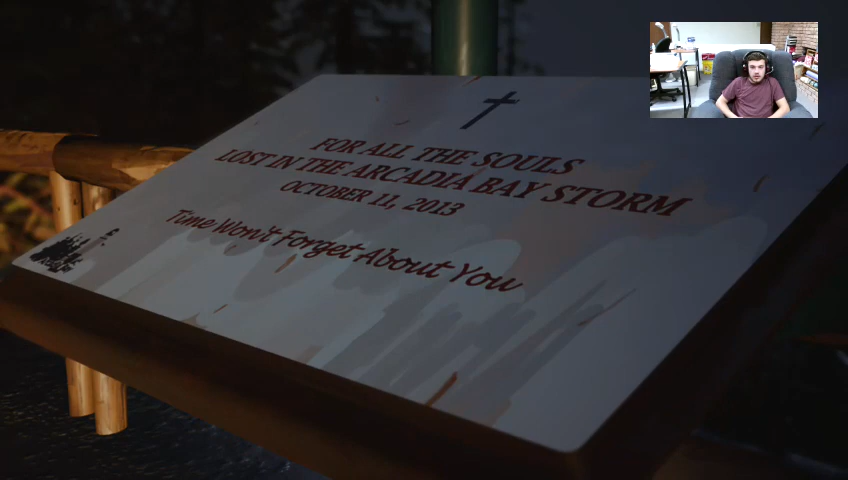 FOR ALL THE SOULS
LOST IN THE ARCADIA BAY STORM
OCTOBER 11, 2013
Time Won't Forget About You